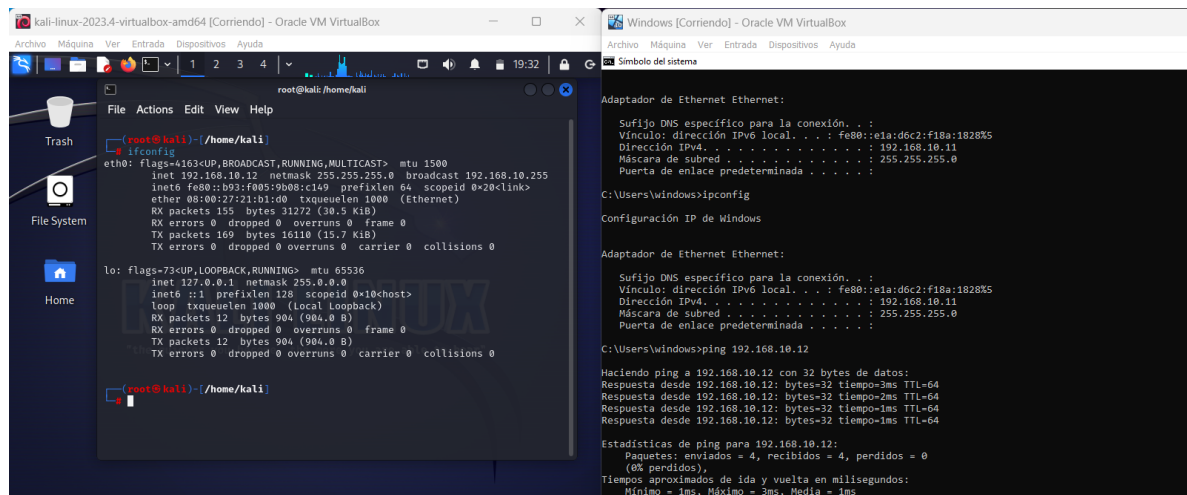 kali-linux-2023.4-virtualbox-amd64 [Corriendo] - Oracle VM VirtualBox
Archivo Máquina Ver Entrada Dispositivos Ayuda
1 2 3 4 19:32
root@kali: /home/kali
File Actions Edit View Help
Trash
File System
Home
(root@kali)-[/home/kali]
# ifconfig
eth0: flags=4163<UP,BROADCAST,RUNNING,MULTICAST> mtu 1500
inet 192.168.10.12 netmask 255.255.255.0 broadcast 192.168.10.255
inet6 fe80::b93:f005:9b08:c149 prefixlen 64 scopeid 0×20<link>
ether 08:00:27:21:b1:d0 txqueuelen 1000 (Ethernet)
RX packets 155 bytes 31272 (30.5 KiB)
RX errors 0 dropped 0 overruns 0 frame 0
TX packets 169 bytes 16110 (15.7 KiB)
TX errors 0 dropped 0 overruns 0 carrier 0 collisions 0
lo: flags=73<UP,LOOPBACK,RUNNING> mtu 65536
inet 127.0.0.1 netmask 255.0.0.0
inet6 ::1 prefixlen 128 scopeid 0×10<host>
loop txqueuelen 1000 (Local Loopback)
RX packets 12 bytes 904 (904.0 B)
RX errors 0 dropped 0 overruns 0 frame 0
TX packets 12 bytes 904 (904.0 B)
TX errors 0 dropped 0 overruns 0 carrier 0 collisions 0
(root@kali)-[/home/kali]
#
Windows [Corriendo] - Oracle VM VirtualBox
Archivo Máquina Ver Entrada Dispositivos Ayuda
Símbolo del sistema
Adaptador de Ethernet Ethernet:
Sufijo DNS específico para la conexión. . :
Vínculo: dirección IPv6 local. . . : fe80::e1a:d6c2:f18a:1828%5
Dirección IPv4. . . . . . . . . . . . . . : 192.168.10.11
Máscara de subred . . . . . . . . . . . . : 255.255.255.0
Puerta de enlace predeterminada . . . . . :
C:\Users\windows>ipconfig
Configuración IP de Windows
Adaptador de Ethernet Ethernet:
Sufijo DNS específico para la conexión. . :
Vínculo: dirección IPv6 local. . . : fe80::e1a:d6c2:f18a:1828%5
Dirección IPv4. . . . . . . . . . . . . . : 192.168.10.11
Máscara de subred . . . . . . . . . . . . : 255.255.255.0
Puerta de enlace predeterminada . . . . . :
C:\Users\windows>ping 192.168.10.12
Haciendo ping a 192.168.10.12 con 32 bytes de datos:
Respuesta desde 192.168.10.12: bytes=32 tiempo=3ms TTL=64
Respuesta desde 192.168.10.12: bytes=32 tiempo=2ms TTL=64
Respuesta desde 192.168.10.12: bytes=32 tiempo=1ms TTL=64
Respuesta desde 192.168.10.12: bytes=32 tiempo=1ms TTL=64
Estadísticas de ping para 192.168.10.12:
Paquetes: enviados = 4, recibidos = 4, perdidos = 0
(0% perdidos),
Tiempos aproximados de ida y vuelta en milisegundos:
Mínimo = 1ms, Máximo = 3ms, Media = 1ms